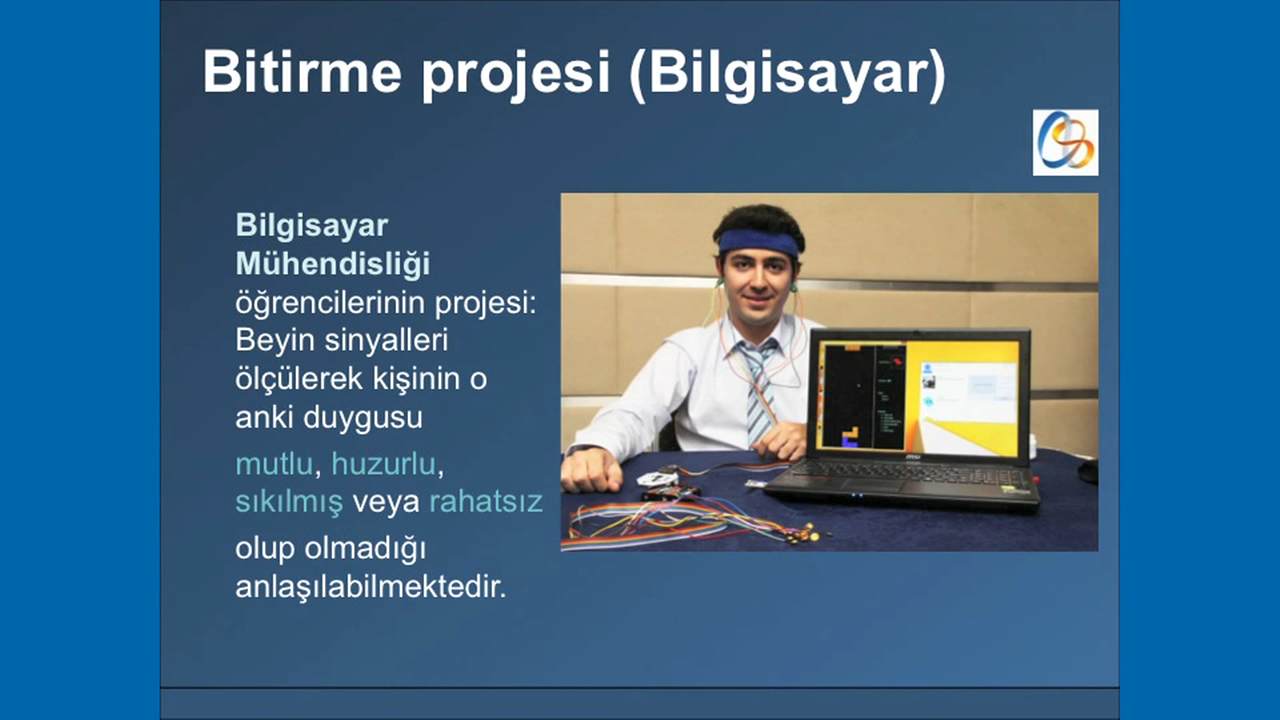 Bitirme projesi (Bilgisayar)
Bilgisayar
Mühendisliği
öğrencilerinin projesi:
Beyin sinyalleri
ölçülerek kişinin o
anki duygusu
mutlu, huzurlu,
sıkılmış veya rahatsız
olup olmadığı
anlaşılabilmektedir.
msi